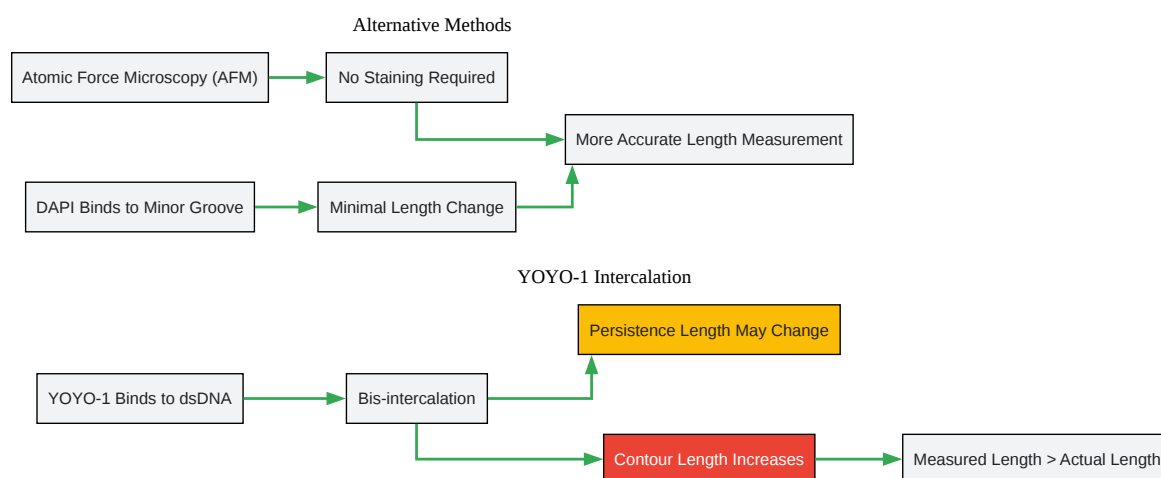 Alternative Methods
Atomic Force Microscopy (AFM)
No Staining Required
More Accurate Length Measurement
DAPI Binds to Minor Groove
Minimal Length Change
YOYO-1 Intercalation
Persistence Length May Change
YOYO-1 Binds to dsDNA
Bis-intercalation
Contour Length Increases
Measured Length > Actual Length